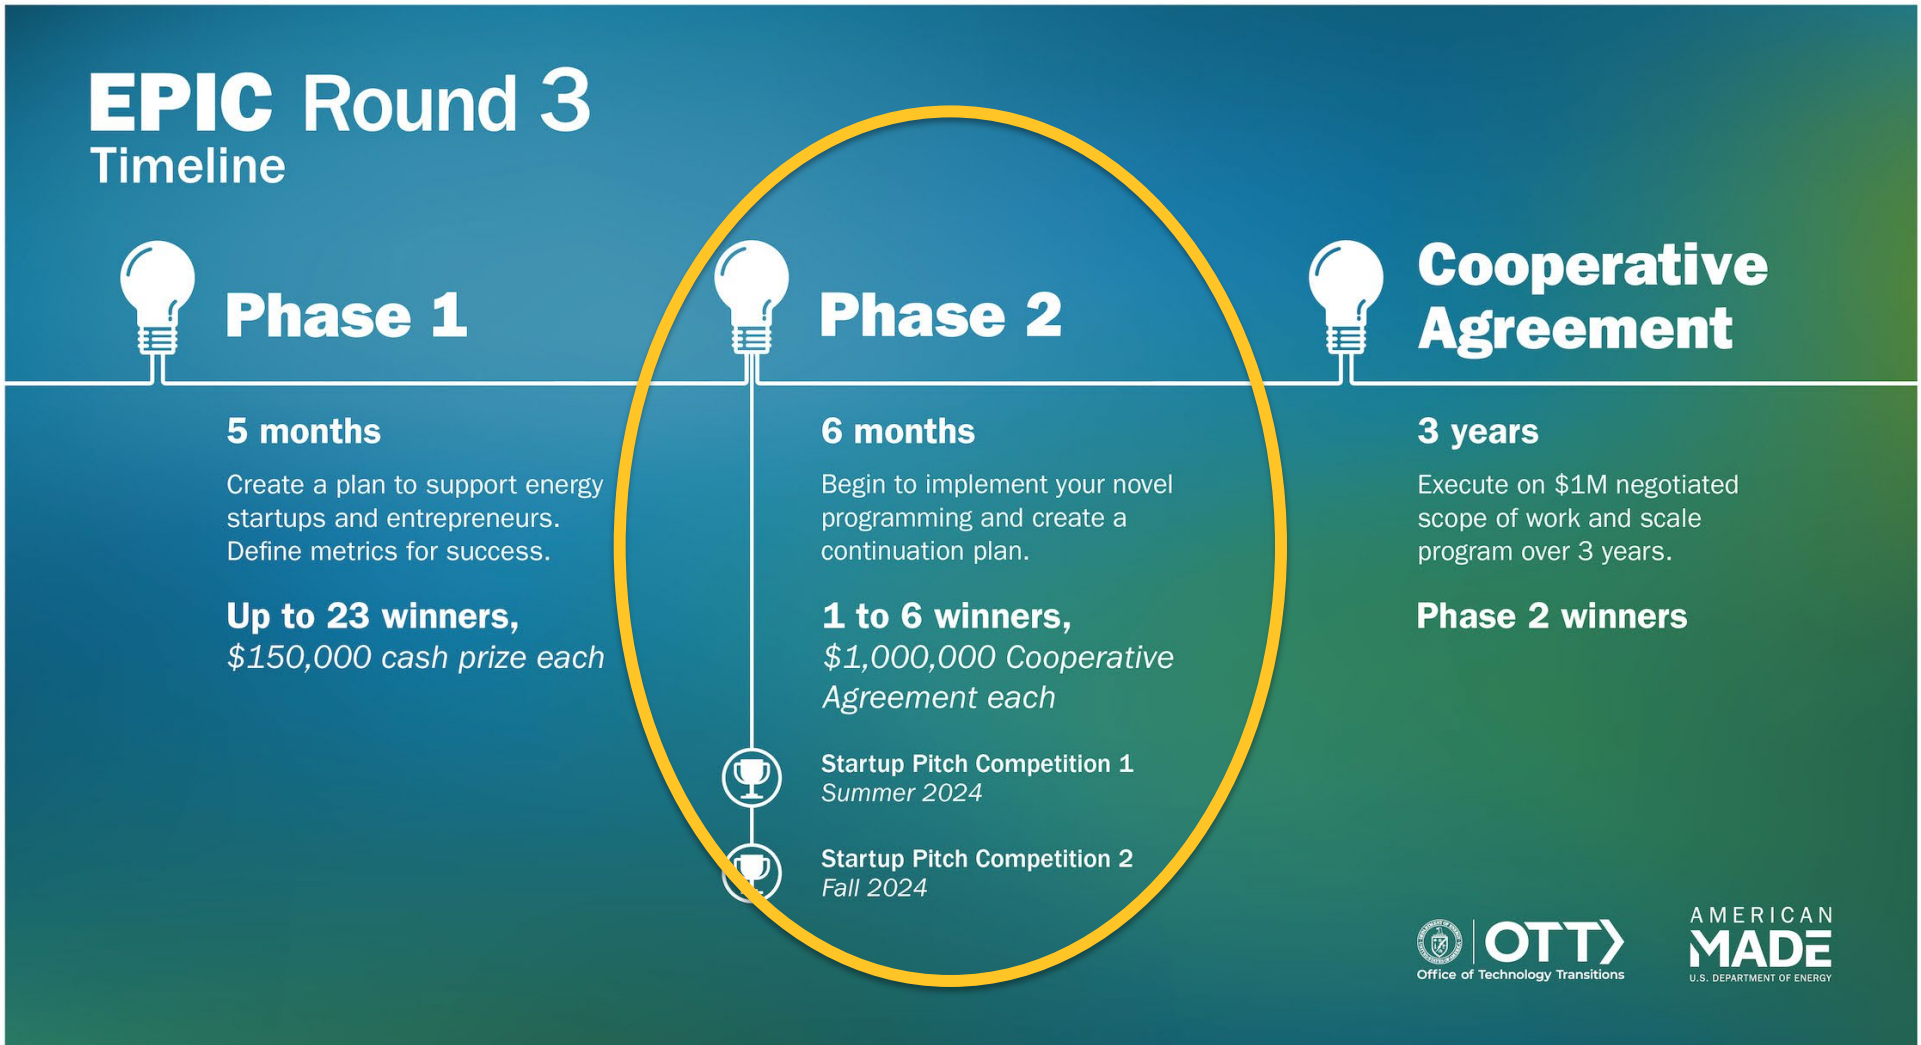 EPIC Round 3
Timeline
Phase 1
5 months
Create a plan to support energy
startups and entrepreneurs.
Define metrics for success.
Up to 23 winners,
$150,000 cash prize each
Phase 2
6 months
Begin to implement your novel
programming and create a
continuation plan.
1 to 6 winners,
$1,000,000 Cooperative
Agreement each
Startup Pitch Competition 1
Summer 2024
Startup Pitch Competition 2
Fall 2024
Cooperative
Agreement
3 years
Execute on $1M negotiated
scope of work and scale
program over 3 years.
Phase 2 winners
OTT
Office of Technology Transitions
AMERICAN
MADE
U.S. DEPARTMENT OF ENERGY